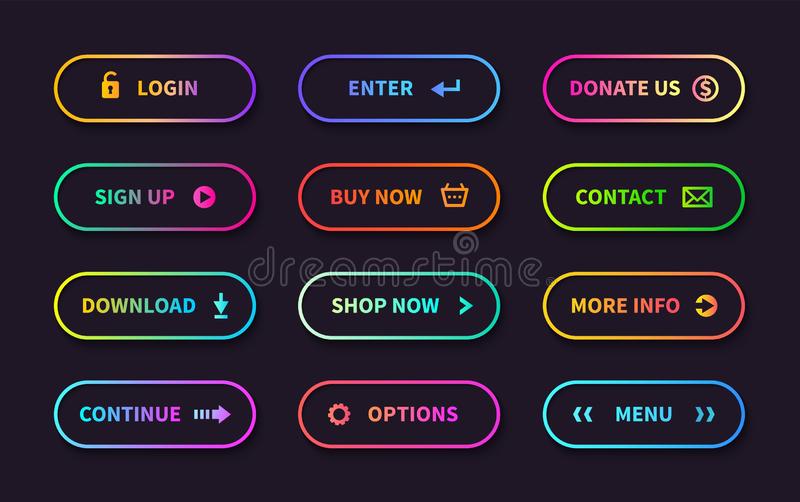 LOGIN
ENTER
DONATE US
SIGN UP
BUY NOW
CONTACT
dreamstime
DOWNLOAD
SHOP NOW
MORE INFO
CONTINUE
OPTIONS
MENU